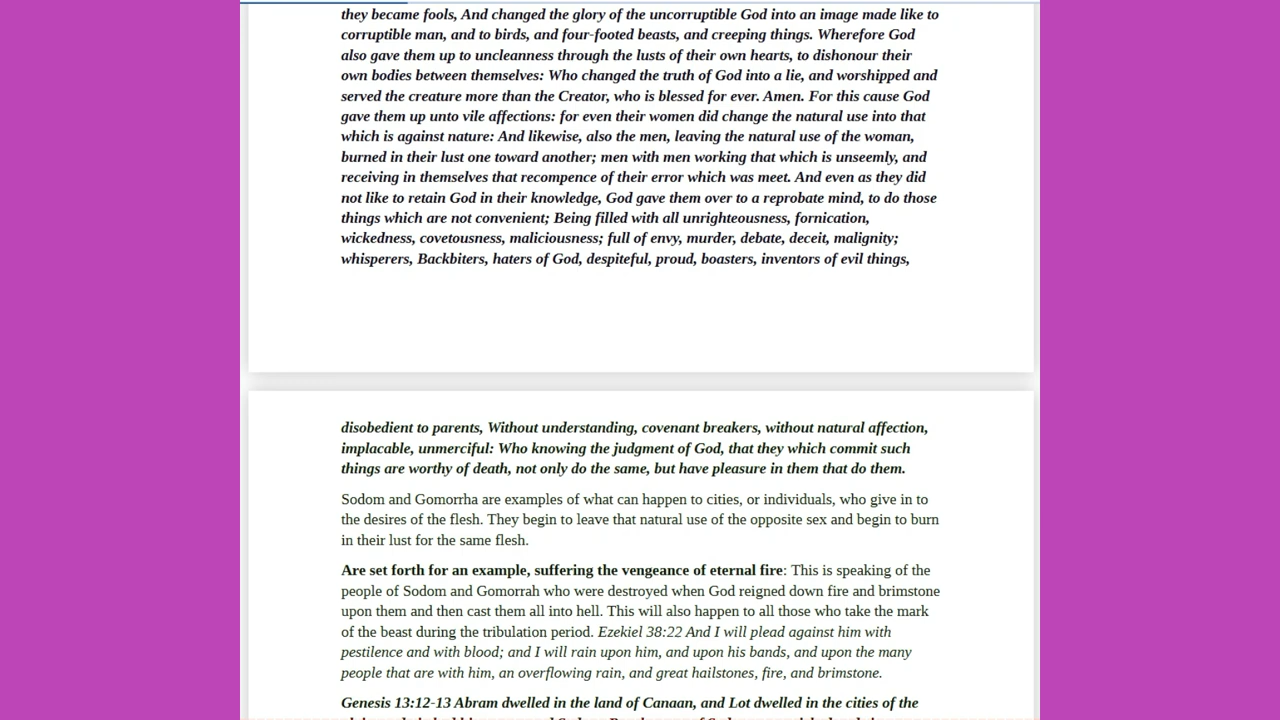 they became fools, And changed the glory of the uncorruptible God into an image made like to
corruptible man, and to birds, and four-footed beasts, and creeping things. Wherefore God
also gave them up to uncleanness through the lusts of their own hearts, to dishonour their
own bodies between themselves: Who changed the truth of God into a lie, and worshipped and
served the creature more than the Creator, who is blessed for ever. Amen. For this cause God
gave them up unto vile affections: for even their women did change the natural use into that
which is against nature: And likewise, also the men, leaving the natural use of the woman,
burned in their lust one toward another; men with men working that which is unseemly, and
receiving in themselves that recompence of their error which was meet. And even as they did
not like to retain God in their knowledge, God gave them over to a reprobate mind, to do those
things which are not convenient; Being filled with all unrighteousness, fornication,
wickedness, covetousness, maliciousness; full of envy, murder, debate, deceit, malignity;
whisperers, Backbiters, haters of God, despiteful, proud, boasters, inventors of evil things,
disobedient to parents, Without understanding, covenant breakers, without natural affection,
implacable, unmerciful: Who knowing the judgment of God, that they which commit such
things are worthy of death, not only do the same, but have pleasure in them that do them.
Sodom and Gomorrha are examples of what can happen to cities, or individuals, who give in to
the desires of the flesh. They begin to leave that natural use of the opposite sex and begin to burn
in their lust for the same flesh.
Are set forth for an example, suffering the vengeance of eternal fire: This is speaking of the
people of Sodom and Gomorrah who were destroyed when God reigned down fire and brimstone
upon them and then cast them all into hell. This will also happen to all those who take the mark
of the beast during the tribulation period. Ezekiel 38:22 And I will plead against him with
pestilence and with blood; and I will rain upon him, and upon his bands, and upon the many
people that are with him, an overflowing rain, and great hailstones, fire, and brimstone.
Genesis 13:12-13 Abram dwelled in the land of Canaan, and Lot dwelled in the cities of the